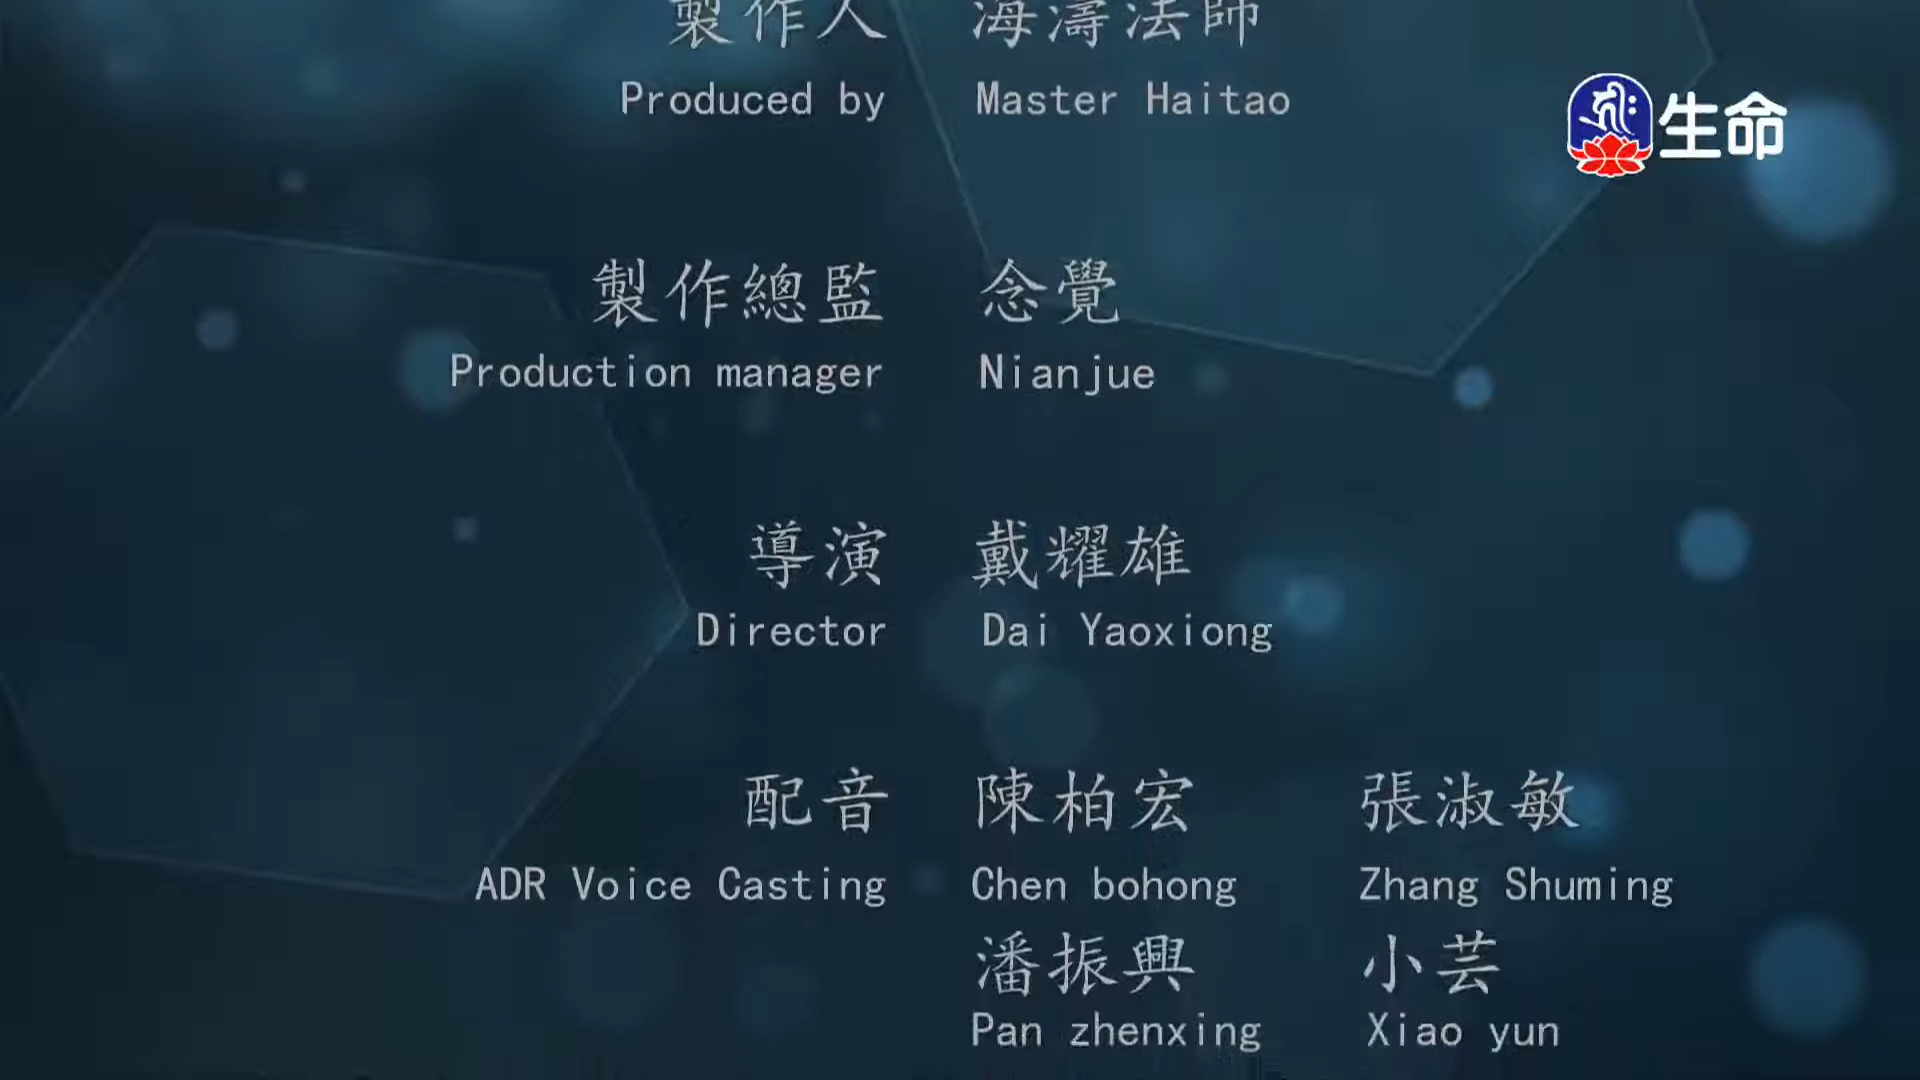 製作人 海濤法師
Produced by Master Haitao
生命
製作總監 念覺
Production manager Nianjue
導演 戴耀雄
Director Dai Yaoxiong
配音 陳柏宏 張淑敏
ADR Voice Casting Chen bohong Zhang Shuming
潘振興 小芸
Pan zhenxing Xiao yun